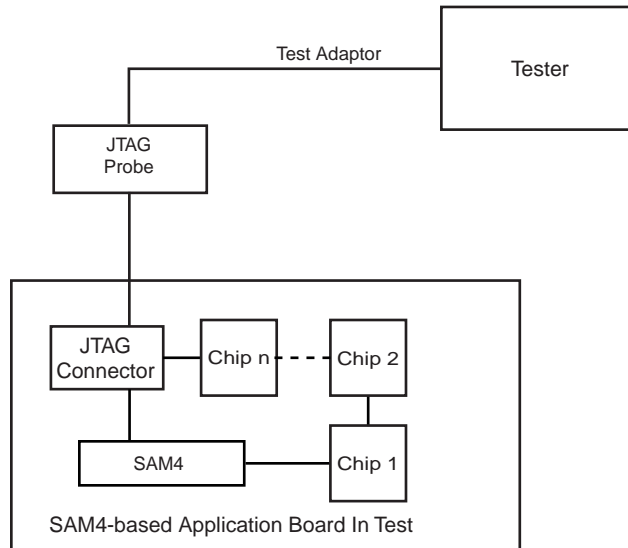 Test Adaptor
Tester
JTAG
Probe
JTAG
Connector
Chip n
Chip 2
SAM4
Chip 1
SAM4-based Application Board In Test